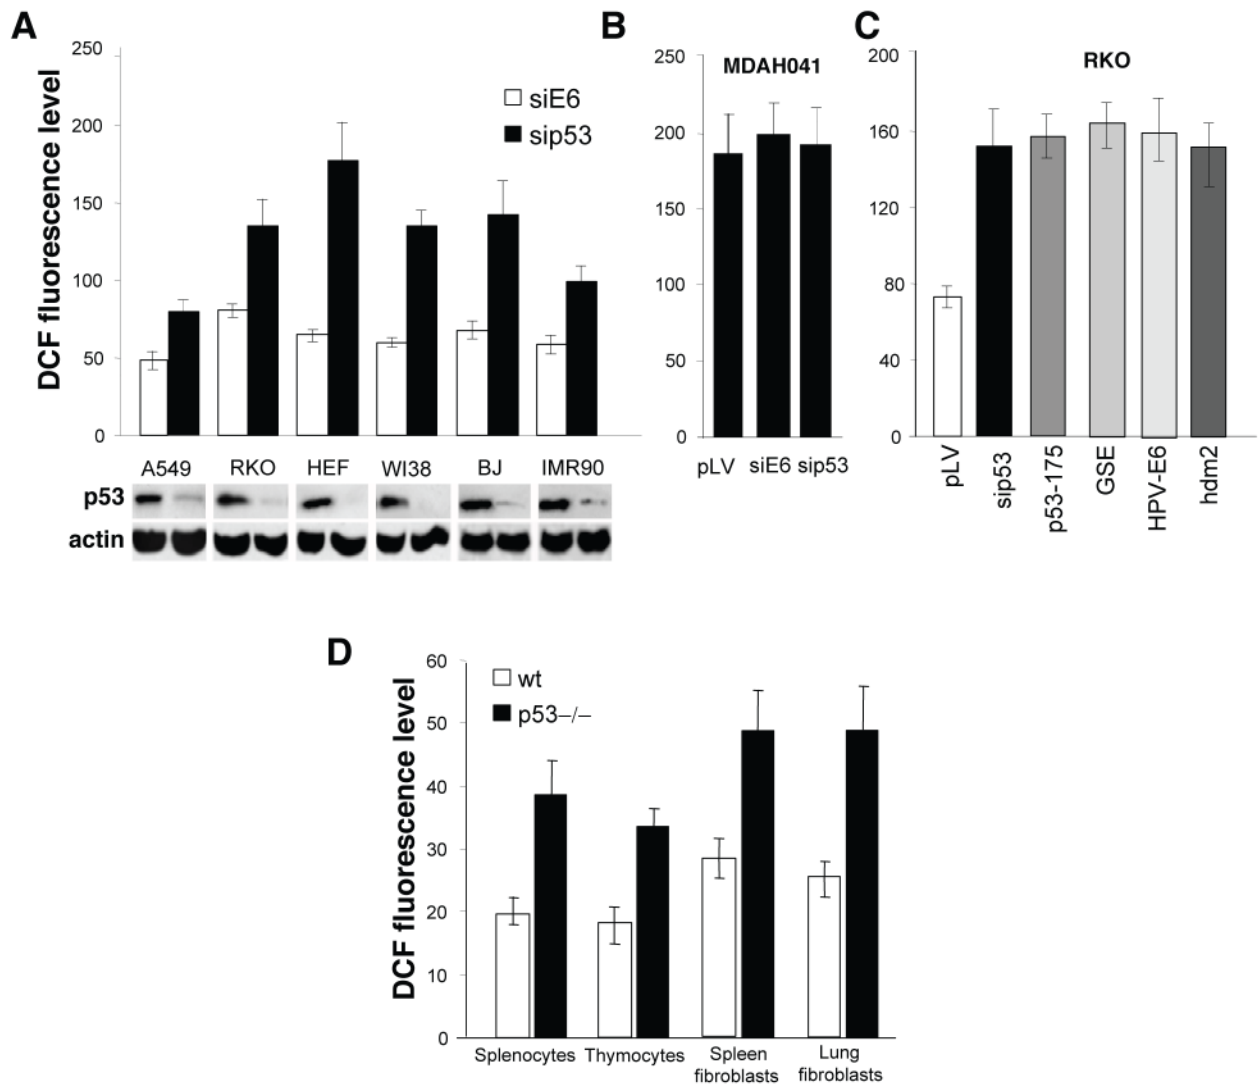 A
DCF fluorescence level
250
200
150
100
50
0
siE6
sip53
A549 RKO HEF WI38 BJ IMR90
p53
actin
B
MDAH041
250
200
150
100
50
0
pLV siE6 sip53
C
RKO
200
160
120
80
40
0
pLV
sip53
p53-175
GSE
HPV-E6
hdm2
D
DCF fluorescence level
60
50
40
30
20
10
0
wt
p53–/–
Splenocytes Thymocytes Spleen fibroblasts Lung fibroblasts